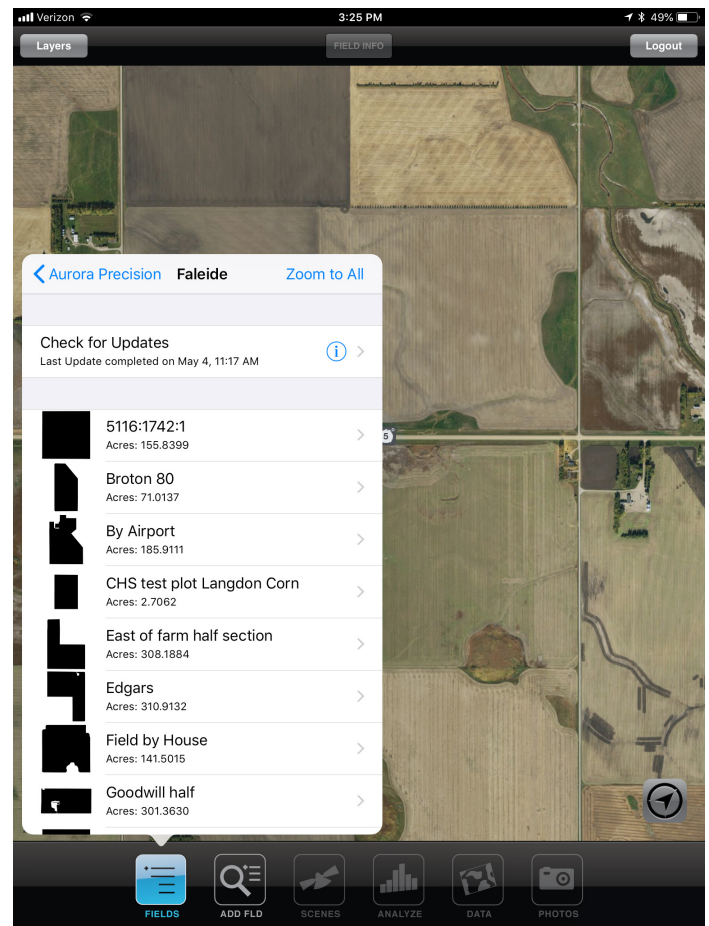 Verizon 3:25 PM 49%
Layers FIELD INFO Logout
Aurora Precision Faleide Zoom to All
Check for Updates
Last Update completed on May 4, 11:17 AM
5116:1742:1
Acres: 155.8399
5
Broton 80
Acres: 71.0137
By Airport
Acres: 185.9111
CHS test plot Langdon Corn
Acres: 2.7062
East of farm half section
Acres: 308.1884
Edgars
Acres: 310.9132
Field by House
Acres: 141.5015
Goodwill half
Acres: 301.3630
FIELDS ADD FLD SCENES ANALYZE DATA PHOTOS